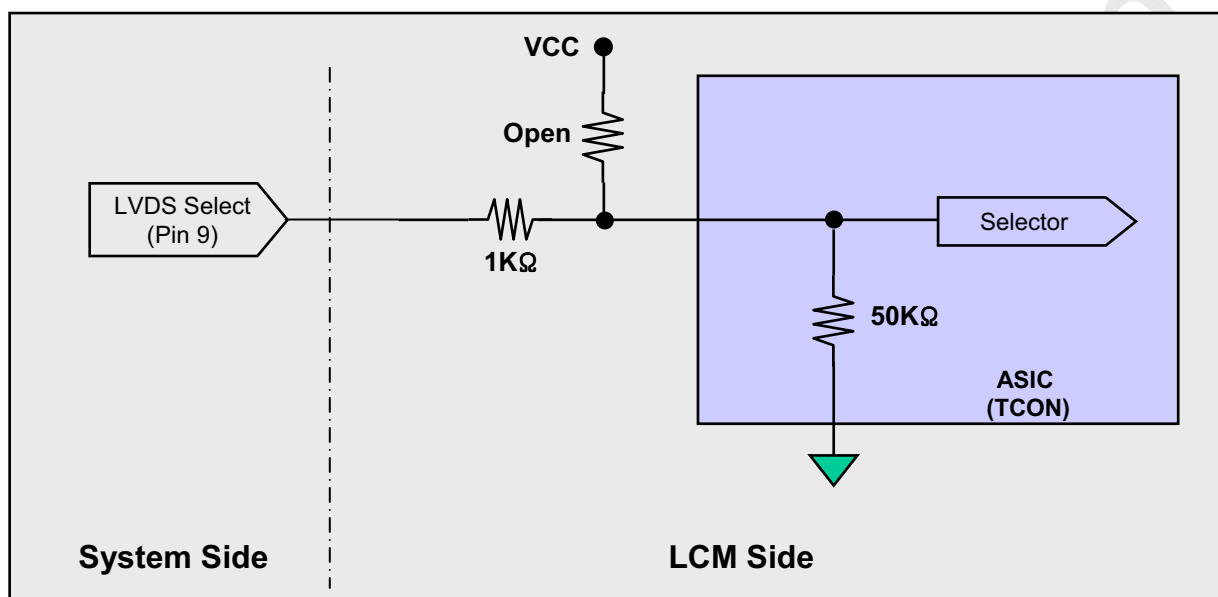 VCC
Open
LVDS Select
(Pin 9)
1KΩ
Selector
50KΩ
ASIC
(TCON)
System Side
LCM Side